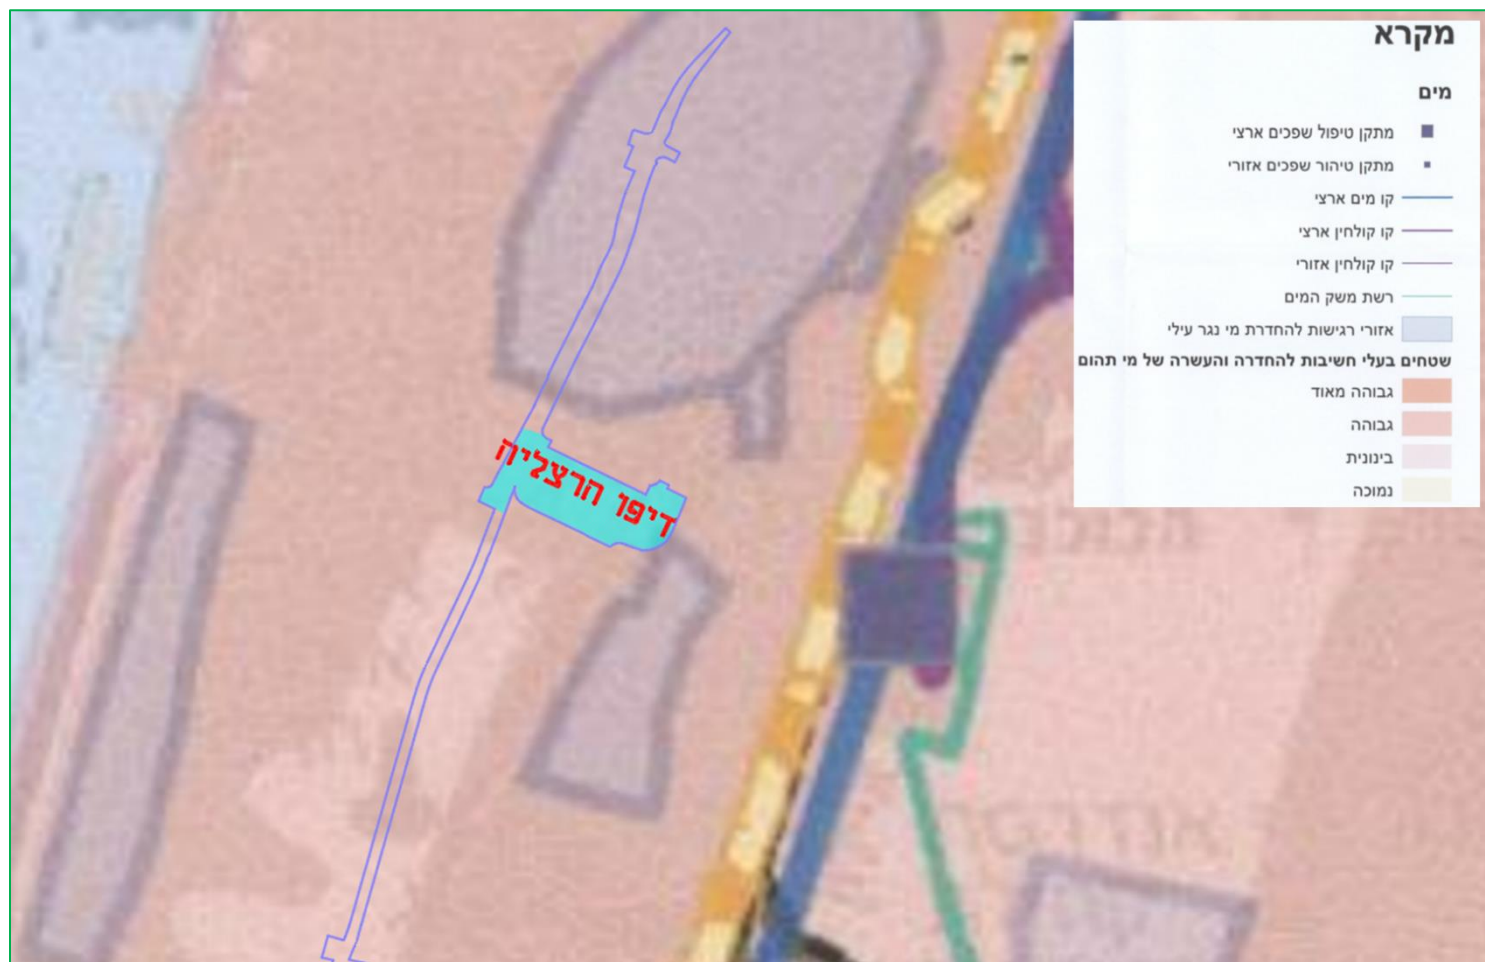 מקרא
מים
מתקן טיפול שפכים ארצי
מתקן טיהור שפכים אזורי
קו מים ארצי
קו קולחין ארצי
קו קולחין אזורי
רשת משק המים
אזורי רגישות להחדרת מי נגר עילי
שטחים בעלי חשיבות להחדרה והעשרה של מי תהום
גבוהה מאוד
גבוהה
בינונית
נמוכה
דיפו הרצליה